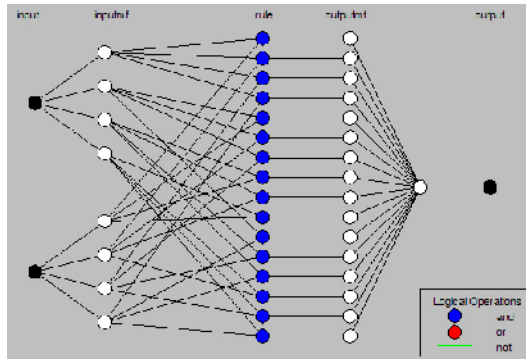 input
inputmf
rule
outputmf
output
Logical Operations
and
or
not